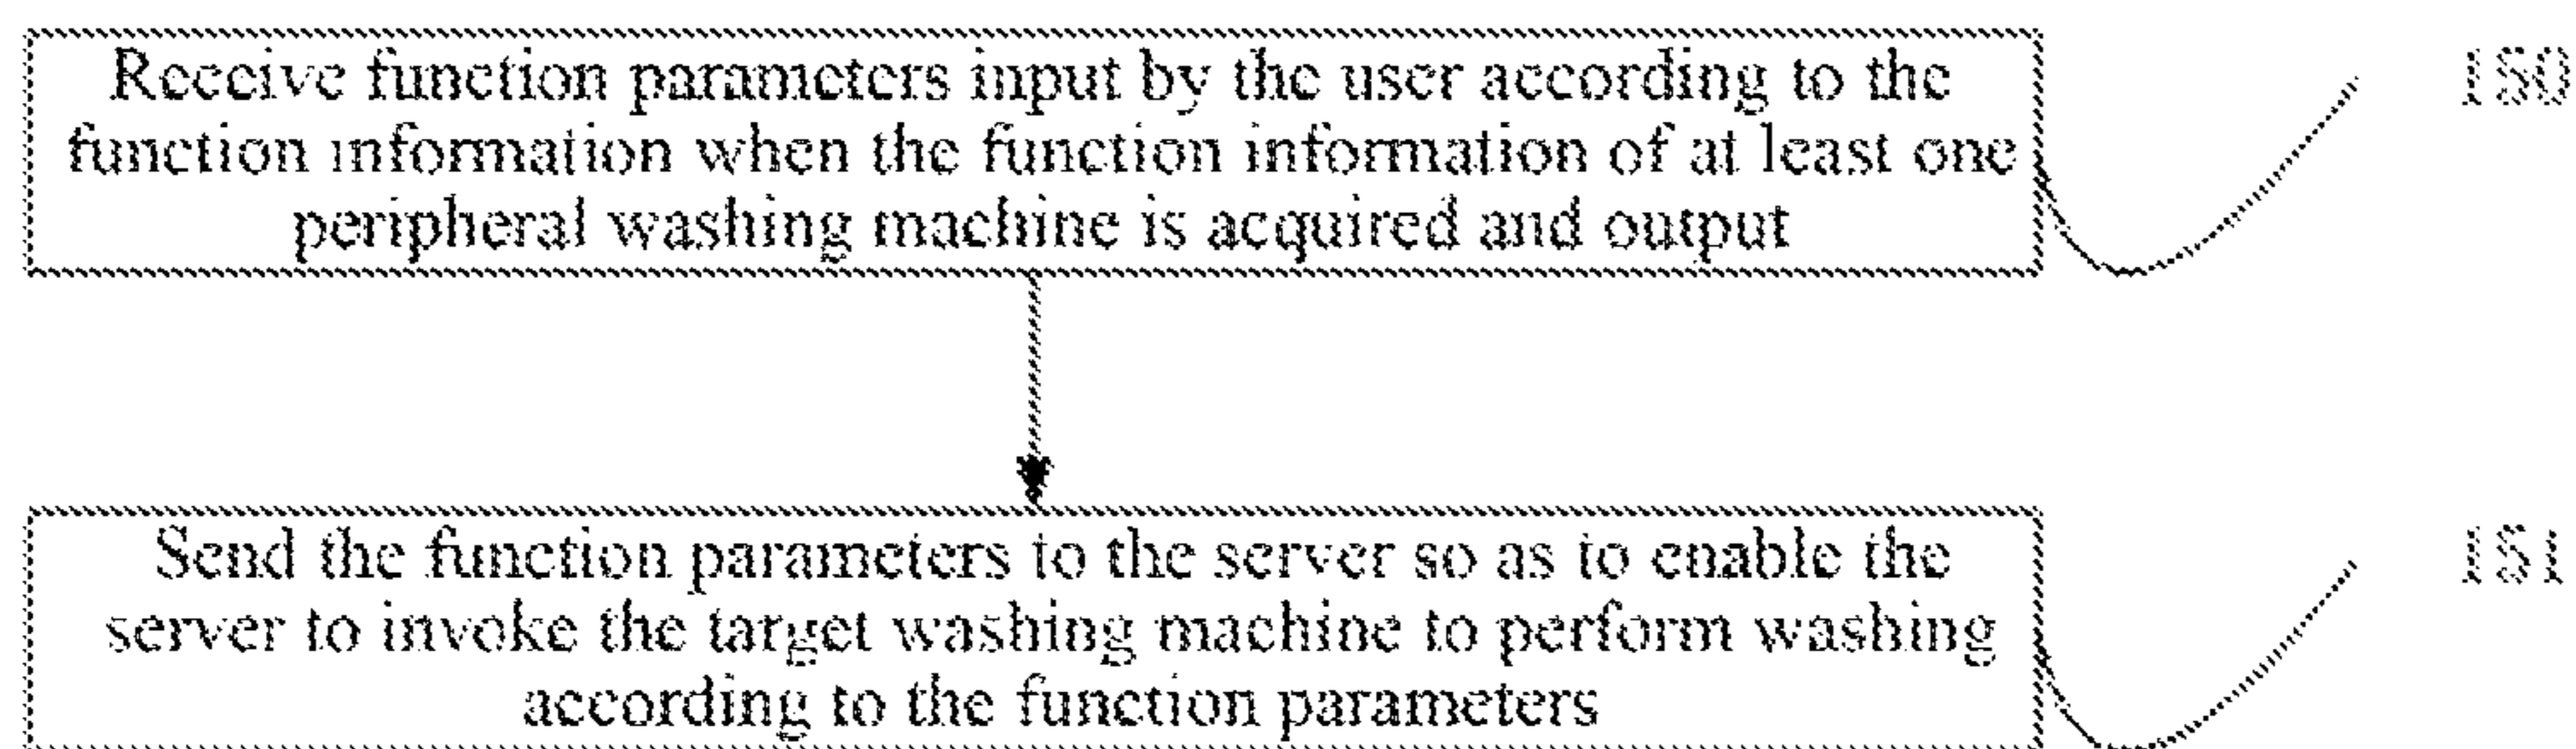 Receive function parameters input by the user according to the
150
function information when the function information of at least one
peripheral washing machine is acquired and output
Send the function parameters to the server so as to enable the
151
server to invoke the target washing machine to perform washing
according to the function parameters